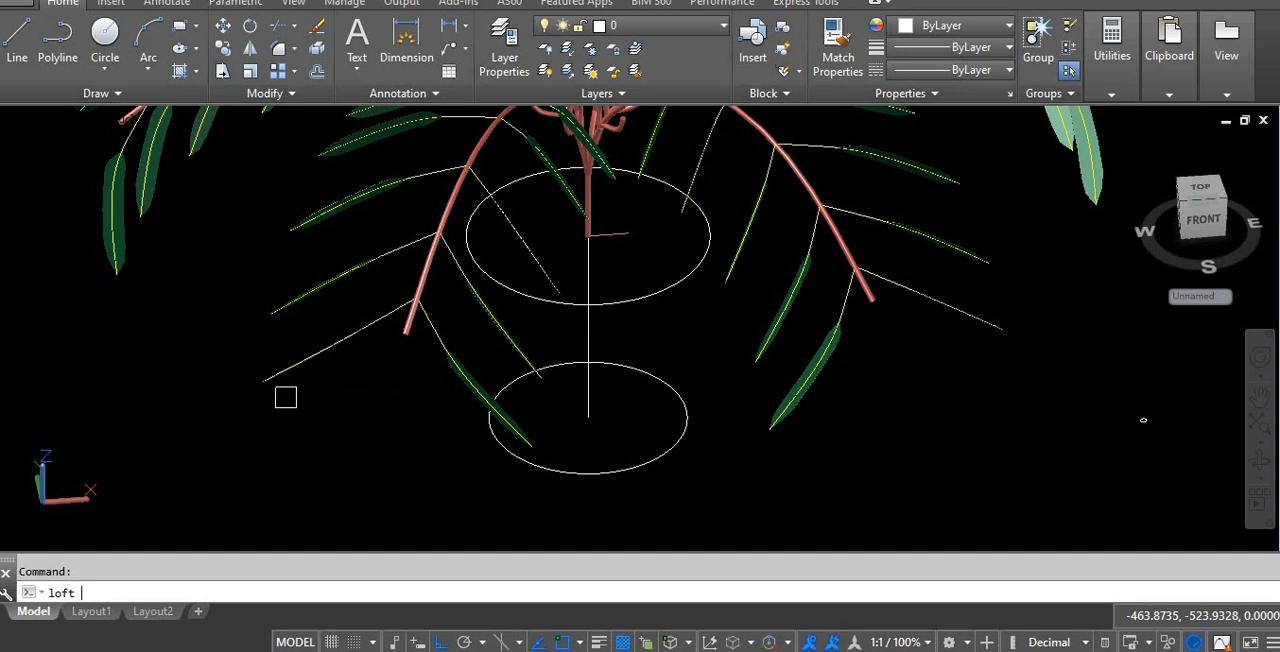 Home Insert Annotate Parametric View Manage Output Add-ins A360 Featured Apps BIM 360 Performance Express Tools
0
ByLayer
ByLayer
ByLayer
Line Polyline Circle Arc Text Dimension Layer Properties Insert Match Properties Group Utilities Clipboard View
Draw Modify Annotation Layers Block Properties Groups
TOP
FRONT
W E
S
Unnamed
Z
X
Command:
loft
Model Layout1 Layout2 +
-463.8735, -523.9328, 0.0000
MODEL 1:1 / 100% Decimal